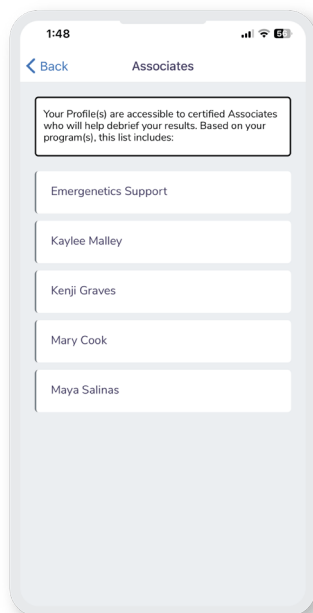 1:48
56
Back
Associates
Your Profile(s) are accessible to certified Associates
who will help debrief your results. Based on your
program(s), this list includes:
Emergenetics Support
Kaylee Malley
Kenji Graves
Mary Cook
Maya Salinas